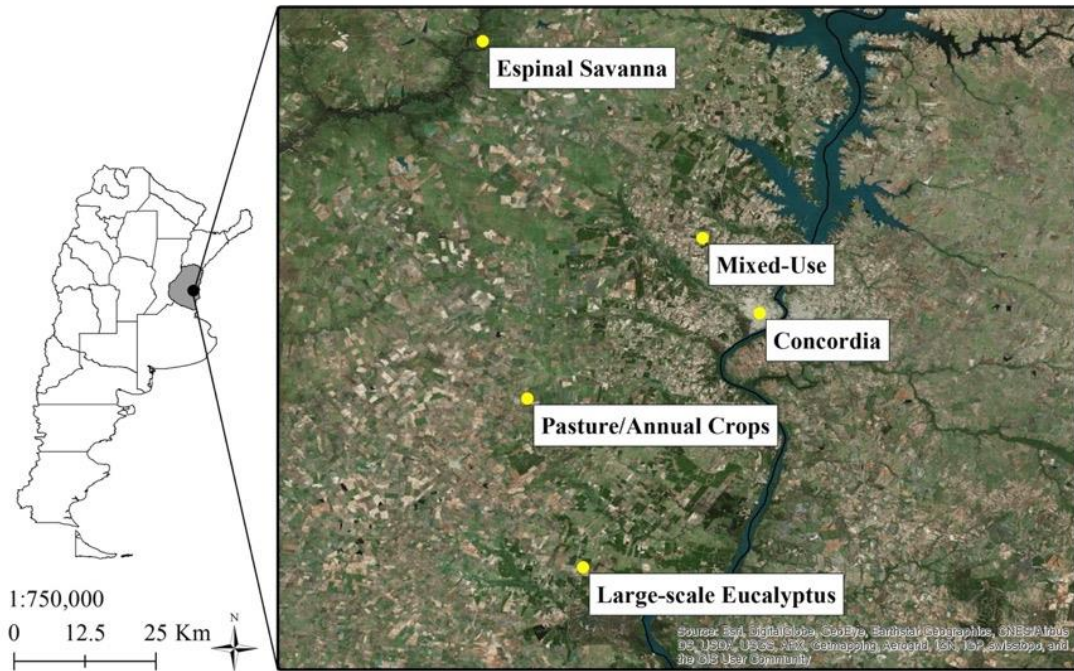 Espinal Savanna
Mixed-Use
Concordia
Pasture/Annual Crops
Large-scale Eucalyptus
1:750,000
0 12.5 25 Km
N
Source: Esri, DigitalGlobe, GeoEye, Earthstar Geographics, CNES/Airbus
DS, USDA, USGS, AEX, Getmapping, Aerogrid, IGN, IGP, swisstopo, and
the GIS User Community